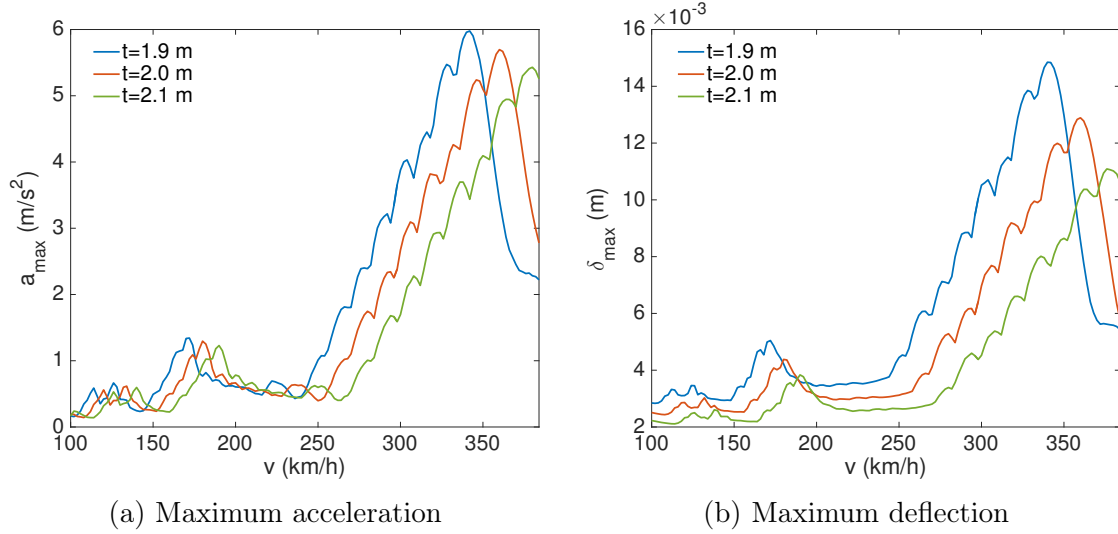 6
5
4
3
2
1
0
100 150 200 250 300 350
a_max (m/s²)
v (km/h)
t=1.9 m
t=2.0 m
t=2.1 m
(a) Maximum acceleration
× 10⁻³
16
14
12
10
8
6
4
2
100 150 200 250 300 350
δ_max (m)
v (km/h)
t=1.9 m
t=2.0 m
t=2.1 m
(b) Maximum deflection